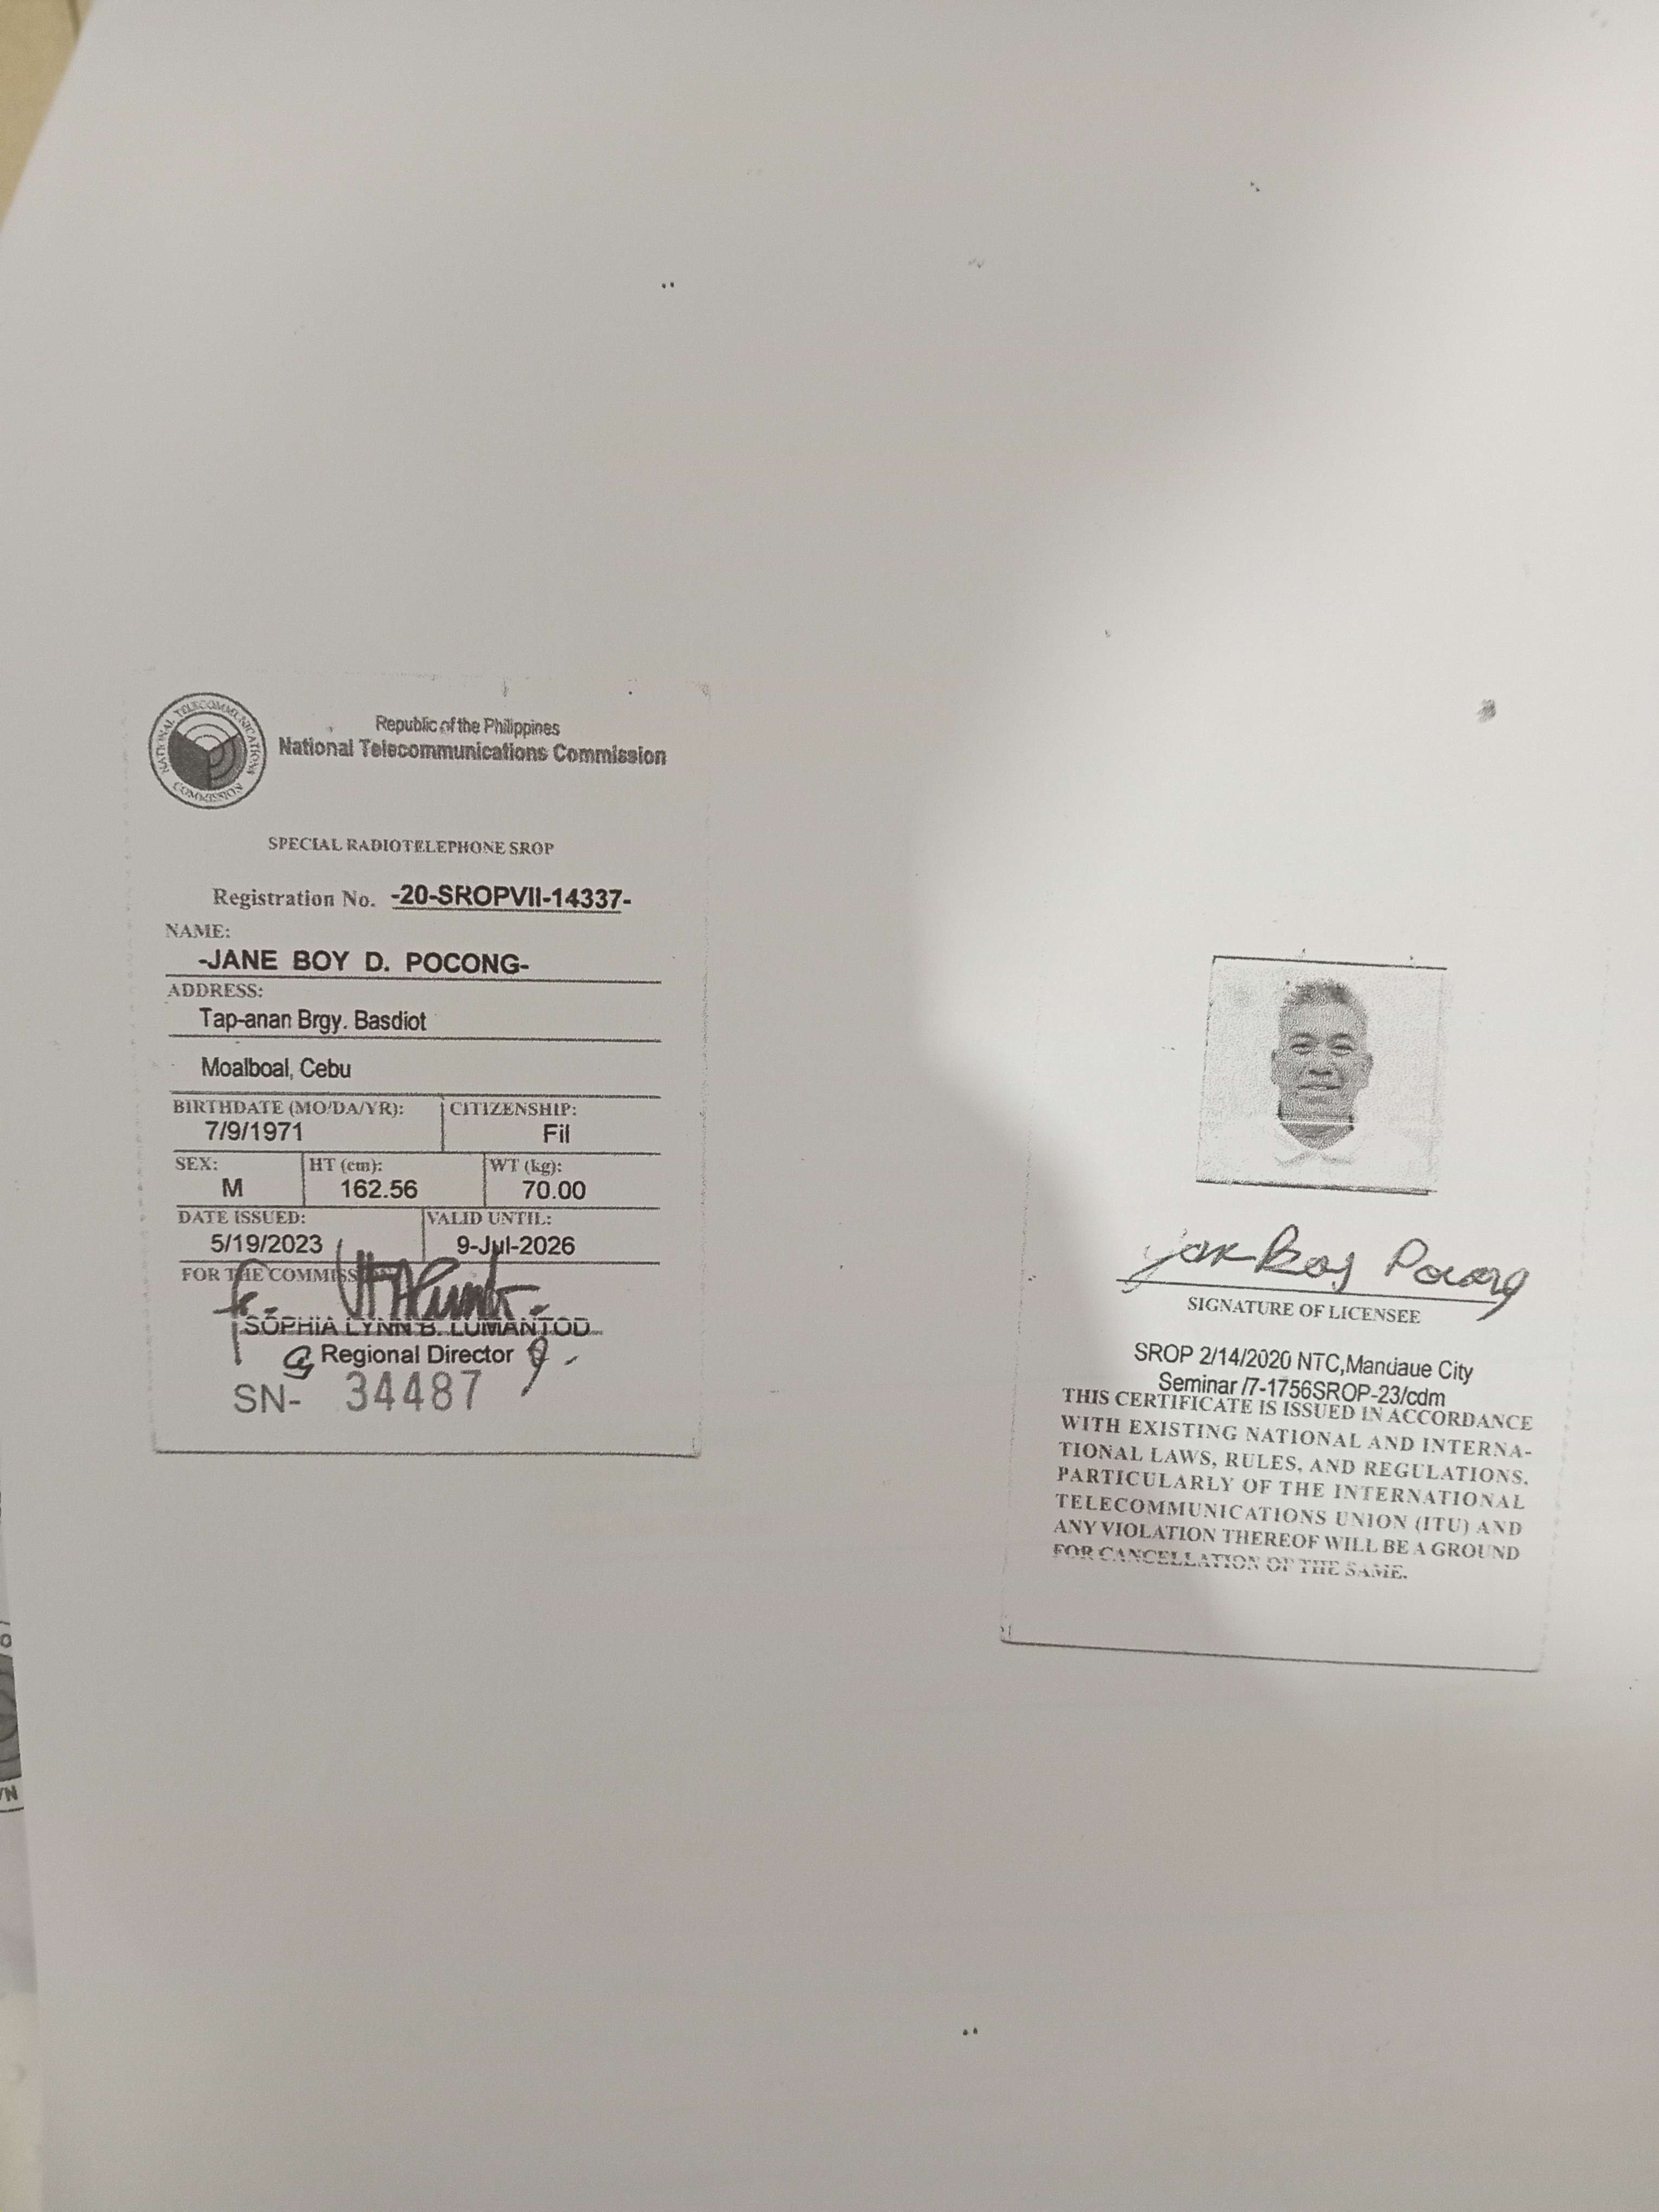 NATIONAL TELECOMMUNICATIONS COMMISSION
Republic of the Philippines
National Telecommunications Commission
SPECIAL RADIOTELEPHONE SROP
Registration No. -20-SROPVII-14337-
NAME:
-JANE BOY D. POCONG-
ADDRESS:
Tap-anan Brgy. Basdiot
Moalboal, Cebu
BIRTHDATE (MO/DA/YR): CITIZENSHIP:
7/9/1971 Fil
SEX: HT (cm): WT (kg):
M 162.56 70.00
DATE ISSUED: VALID UNTIL:
5/19/2023 9-Jul-2026
FOR THE COMMISSION
SOPHIA LYNN B. LUMANTOD
Regional Director
SN- 34487
Jane Boy Pocong
SIGNATURE OF LICENSEE
SROP 2/14/2020 NTC,Mandaue City
Seminar /7-1756SROP-23/cdm
THIS CERTIFICATE IS ISSUED IN ACCORDANCE
WITH EXISTING NATIONAL AND INTERNA-
TIONAL LAWS, RULES, AND REGULATIONS.
PARTICULARLY OF THE INTERNATIONAL
TELECOMMUNICATIONS UNION (ITU) AND
ANY VIOLATION THEREOF WILL BE A GROUND
FOR CANCELLATION OF THE SAME.